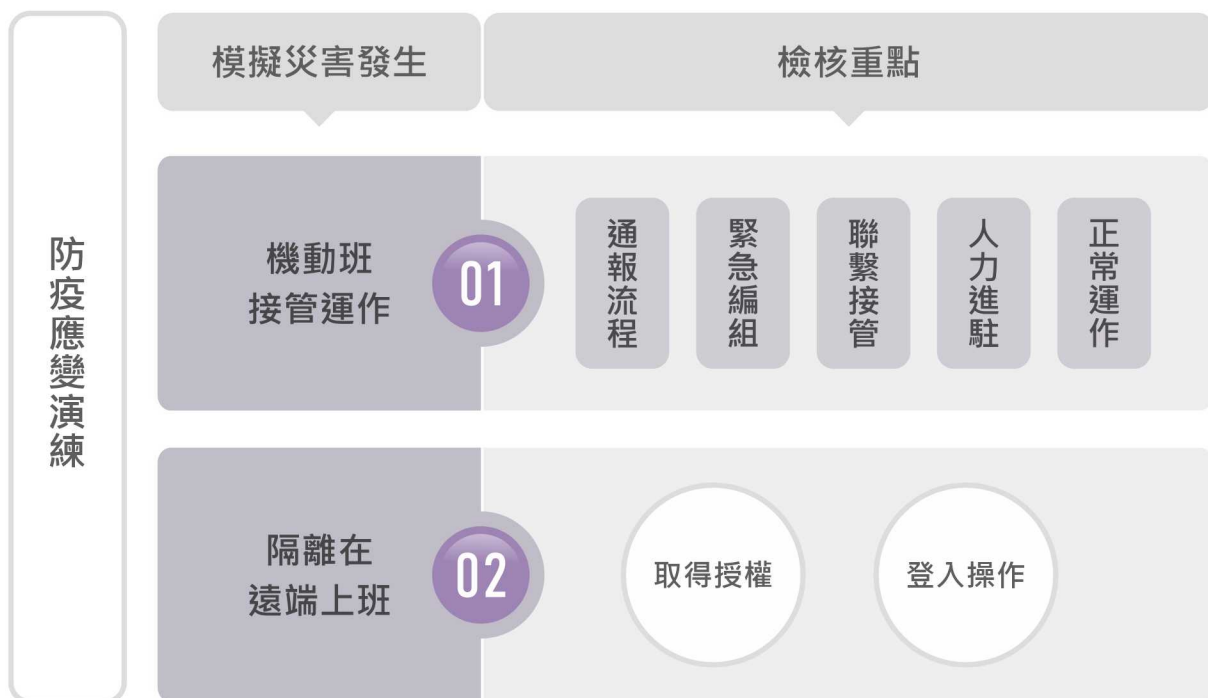 防疫應變演練
模擬災害發生
檢核重點
機動班
接管運作
01
通報流程
緊急編組
聯繫接管
人力進駐
正常運作
隔離在
遠端上班
02
取得授權
登入操作